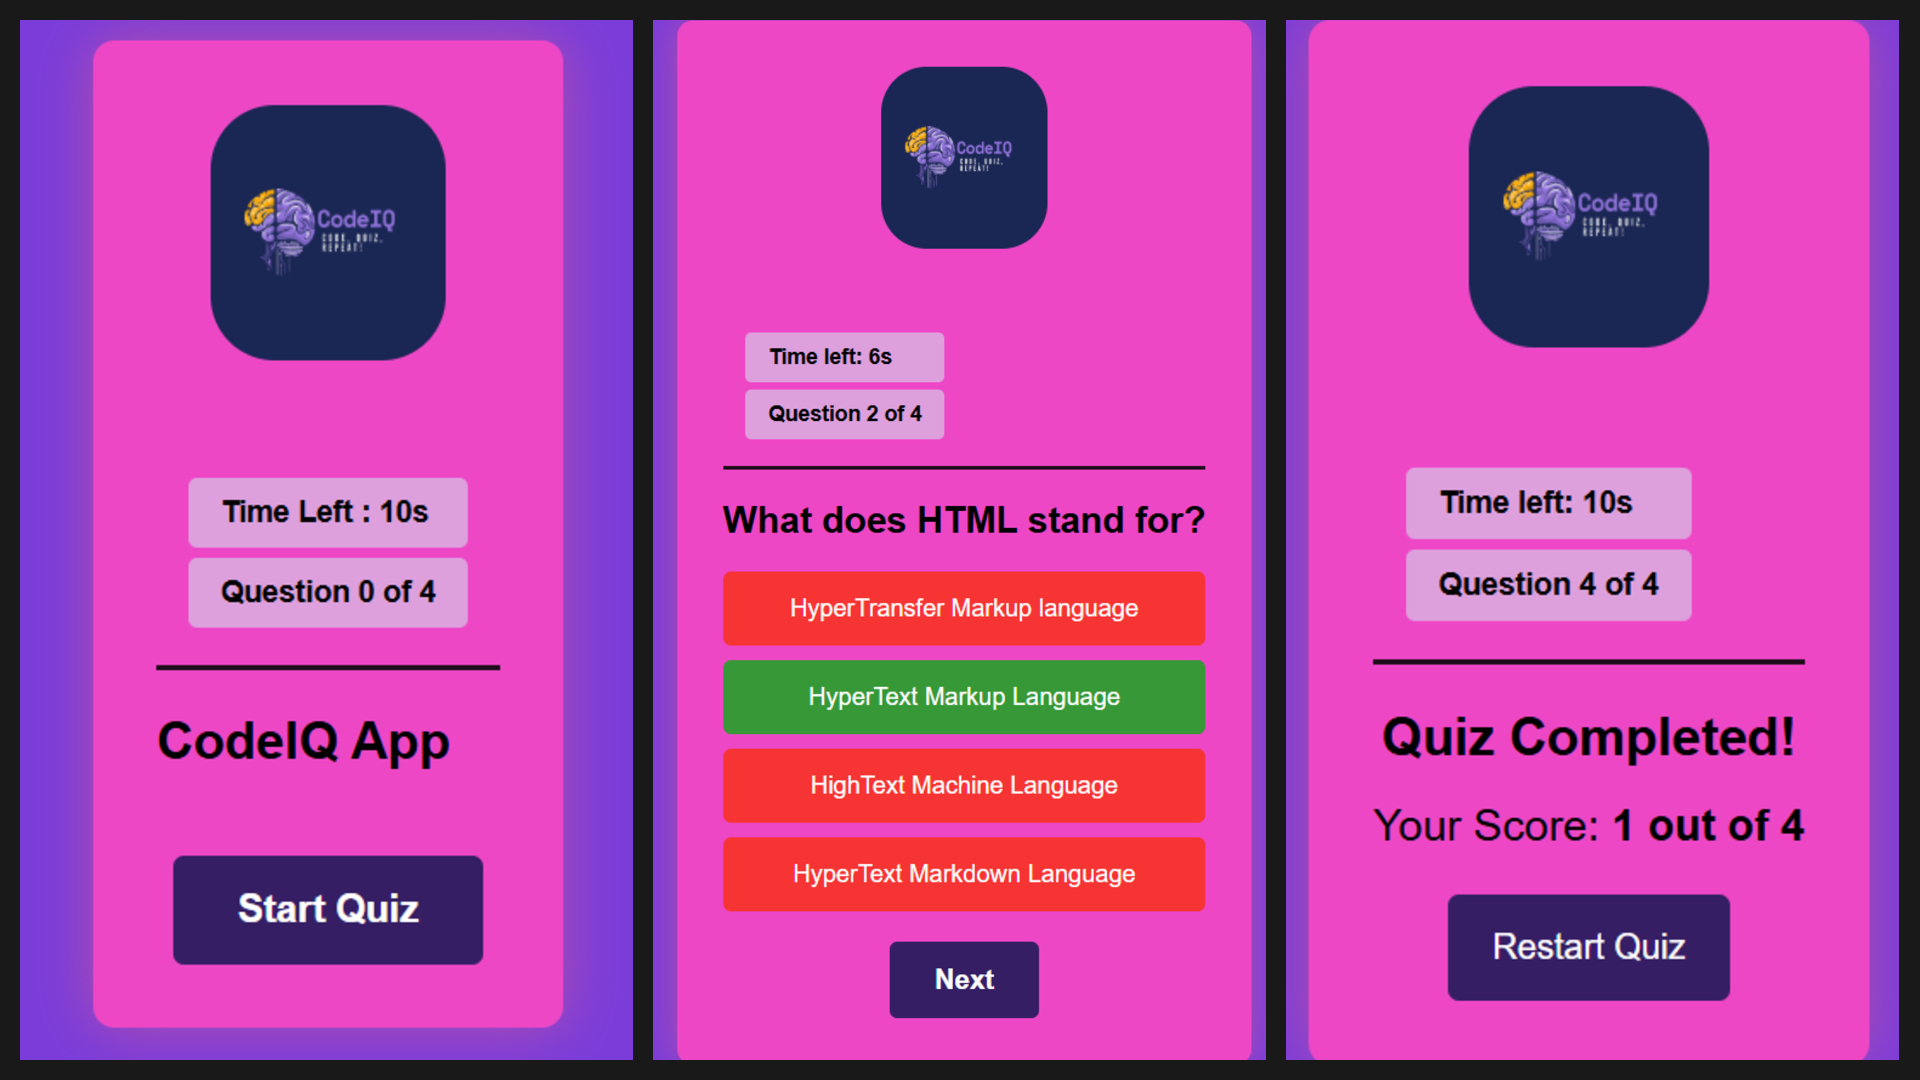 CodeIQ
CODE, QUIZ,
REPEAT!
Time Left : 10s
Question 0 of 4
CodeIQ App
Start Quiz
CodeIQ
CODE, QUIZ,
REPEAT!
Time left: 6s
Question 2 of 4
What does HTML stand for?
HyperTransfer Markup language
HyperText Markup Language
HighText Machine Language
HyperText Markdown Language
Next
CodeIQ
CODE, QUIZ,
REPEAT!
Time left: 10s
Question 4 of 4
Quiz Completed!
Your Score: 1 out of 4
Restart Quiz